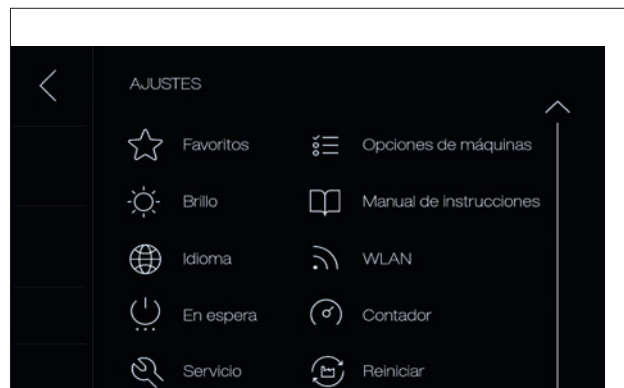 AJUSTES
Favoritos
Opciones de máquinas
Brillo
Manual de instrucciones
Idioma
WLAN
En espera
Contador
Servicio
Reiniciar